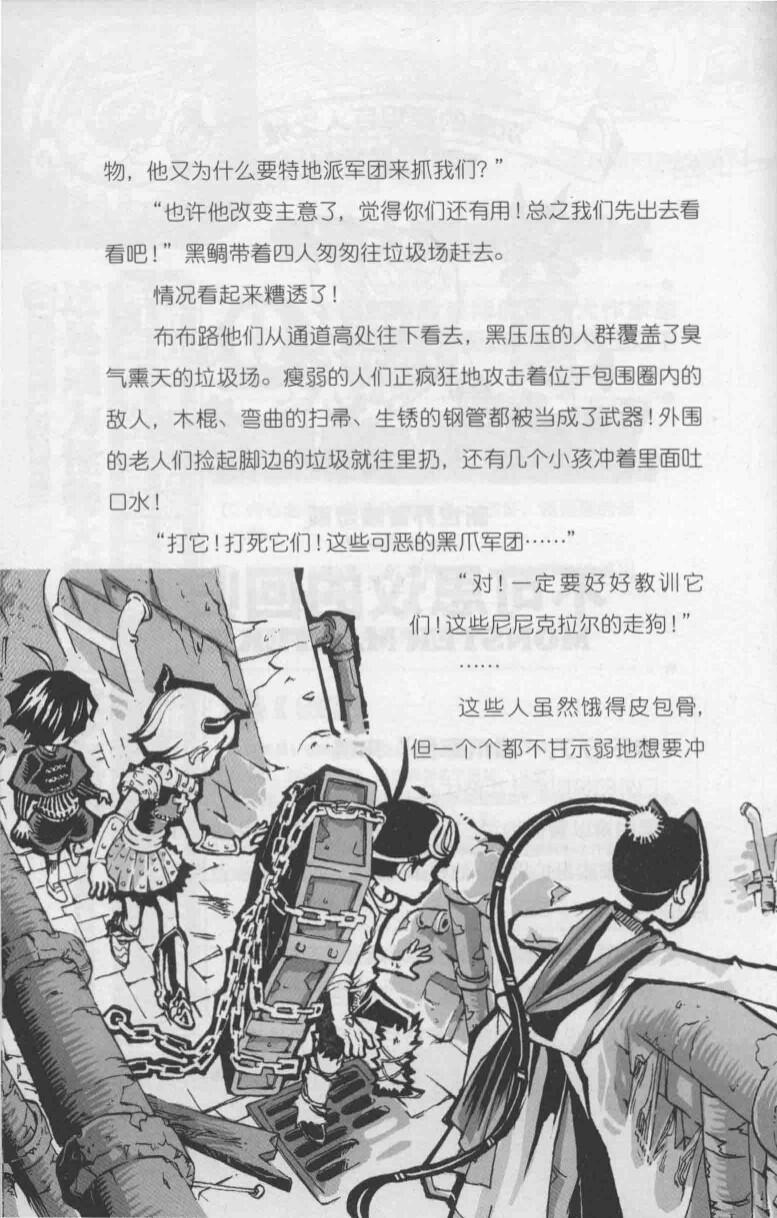 物，他又为什么要特地派军团来抓我们？”
“也许他改变主意了，觉得你们还有用！总之我们先出去看
看吧！”黑鲷带着四人匆匆往垃圾场赶去。
情况看起来糟透了！
布布路他们从通道高处往下看去，黑压压的人群覆盖了臭
气熏天的垃圾场。瘦弱的人们正疯狂地攻击着位于包围圈内的
敌人，木棍、弯曲的扫帚、生锈的钢管都被当成了武器！外围
的老人们捡起脚边的垃圾就往里扔，还有几个小孩冲着里面吐
口水！
“打它！打死它们！这些可恶的黑爪军团……”
“对！一定要好好教训它
们！这些尼尼克拉尔的走狗！”
……
这些人虽然饿得皮包骨，
但一个个都不甘示弱地想要冲